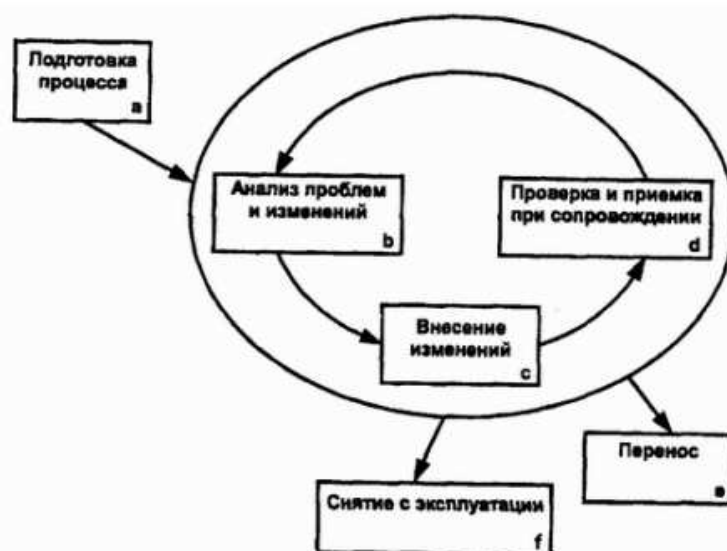 Подготовка
процесса
a
Анализ проблем
и изменений
b
Проверка и приемка
при сопровождении
d
Внесение
изменений
c
Перенос
e
Снятие с эксплуатации
f